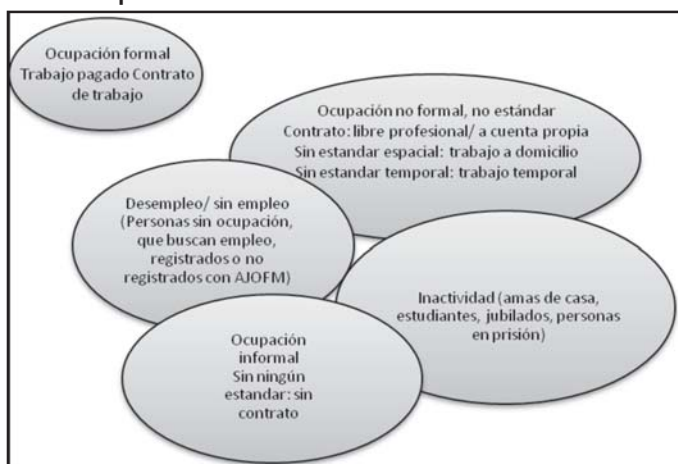 Ocupación formal
Trabajo pagado Contrato
de trabajo
Ocupación no formal, no estándar
Contrato: libre profesional/ a cuenta propia
Sin estandar espacial: trabajo a domicilio
Sin estandar temporal: trabajo temporal
Desempleo/ sin empleo
(Personas sin ocupación,
que buscan empleo,
registrados o no
registrados con AJOFM)
Inactividad (amas de casa,
estudiantes, jubilados, personas
en prisión)
Ocupación
informal
Sin ningún
estandar: sin
contrato